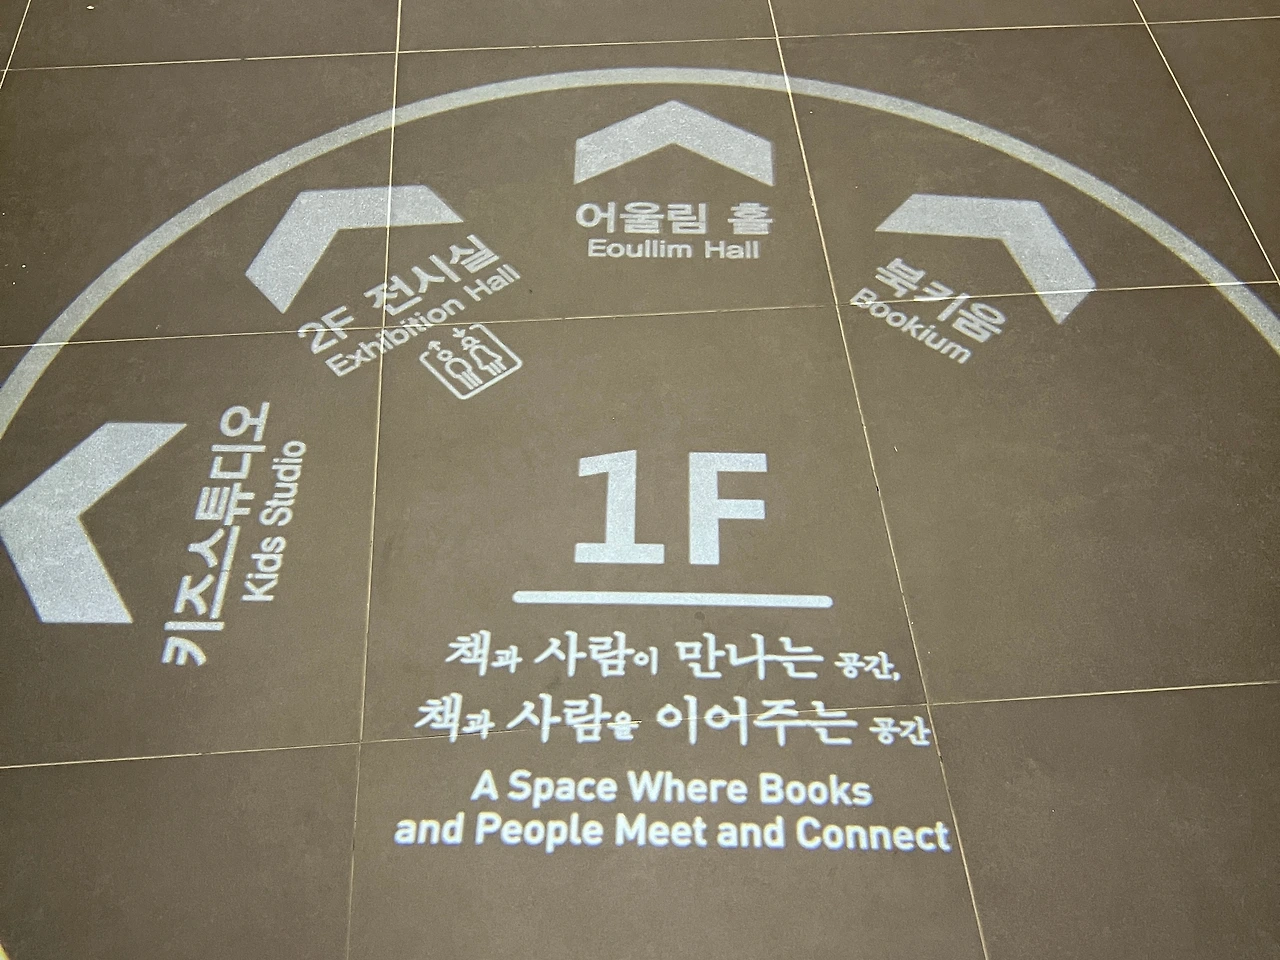 어울림 홀
Eoullim Hall
2F 전시실
Exhibition Hall
북키움
Bookium
키즈스튜디오
Kids Studio
1F
책과 사람이 만나는 공간,
책과 사람을 이어주는 공간
A Space Where Books
and People Meet and Connect